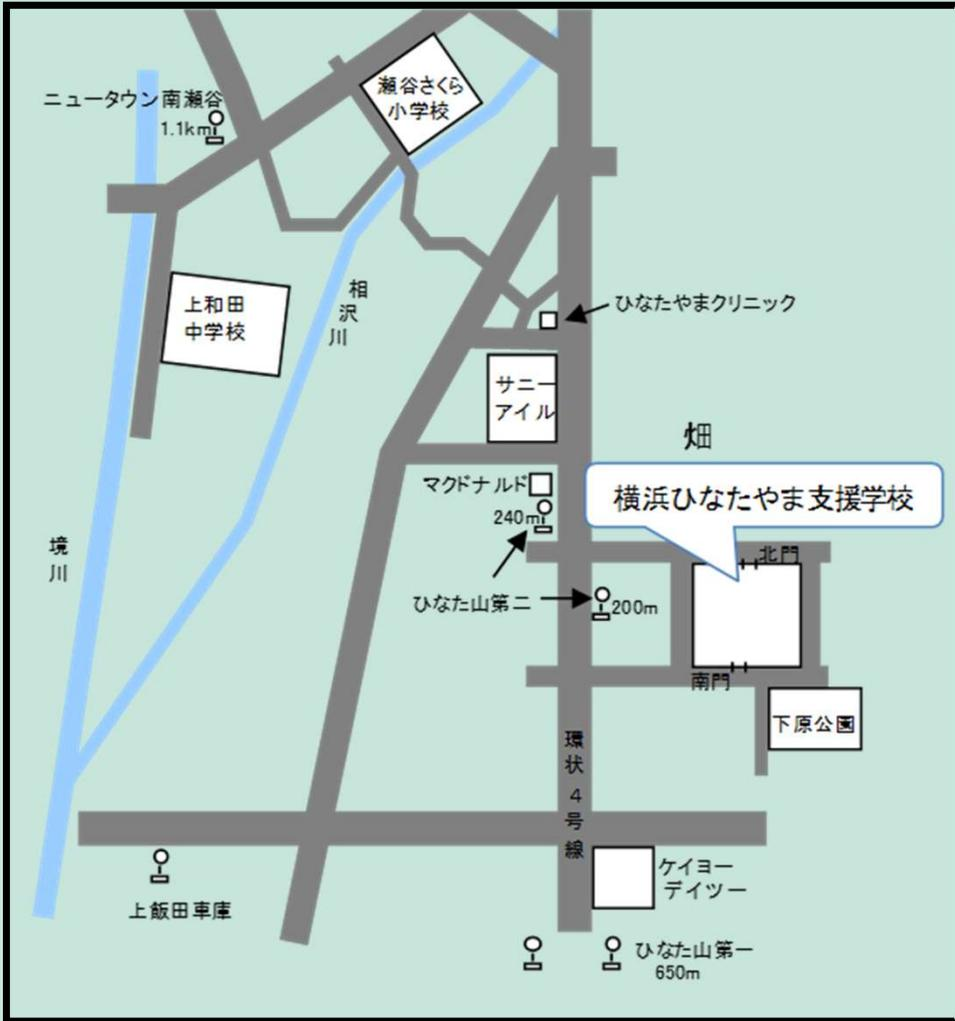 瀬谷さくら
小学校
ニュータウン南瀬谷
1.1km
上和田
中学校
相沢川
ひなたやまクリニック
サニー
アイル
畑
マクドナルド
240m
横浜ひなたやま支援学校
境川
北門
ひなた山第二
200m
南門
下原公園
環状4号線
ケイヨー
デイツー
上飯田車庫
ひなた山第一
650m